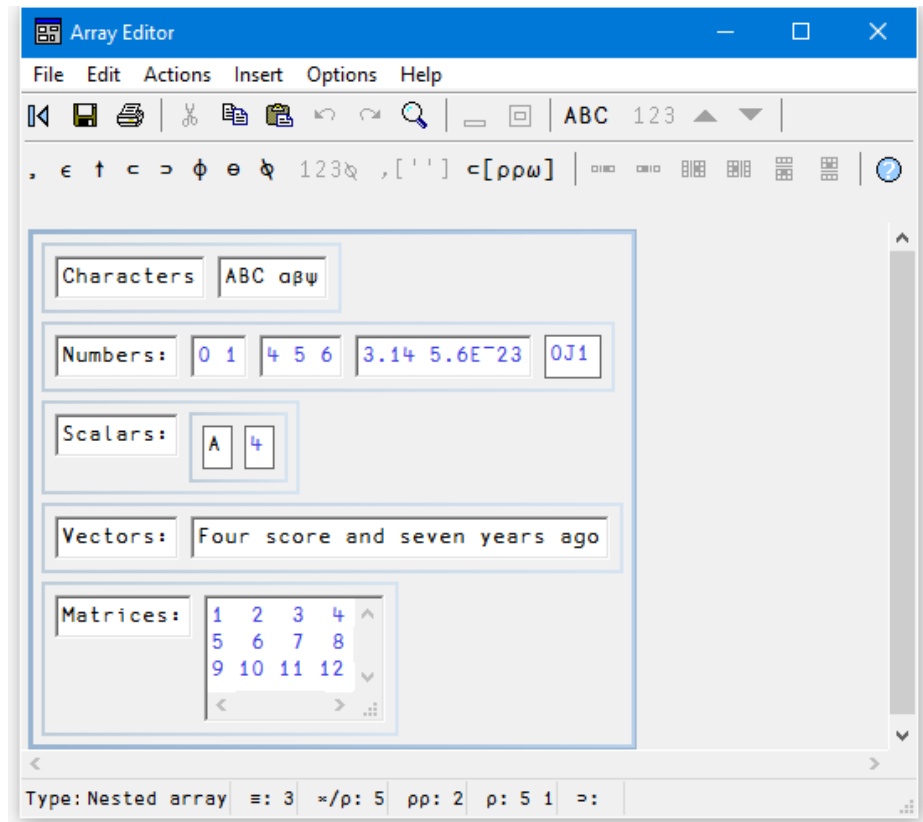 Array Editor
File Edit Actions Insert Options Help
ABC 123
, ∊ ↑ ⊂ ⊃ ⌽ ⊖ ⍉ 123⍉ ,[''] ⊂[⍴⍴⍵]
Characters ABC αβψ
Numbers: 0 1 4 5 6 3.14 5.6E¯23 0J1
Scalars: A 4
Vectors: Four score and seven years ago
Matrices: 1 2 3 4
5 6 7 8
9 10 11 12
Type: Nested array ≡: 3 ×/⍴: 5 ⍴⍴: 2 ⍴: 5 1 ⊃: